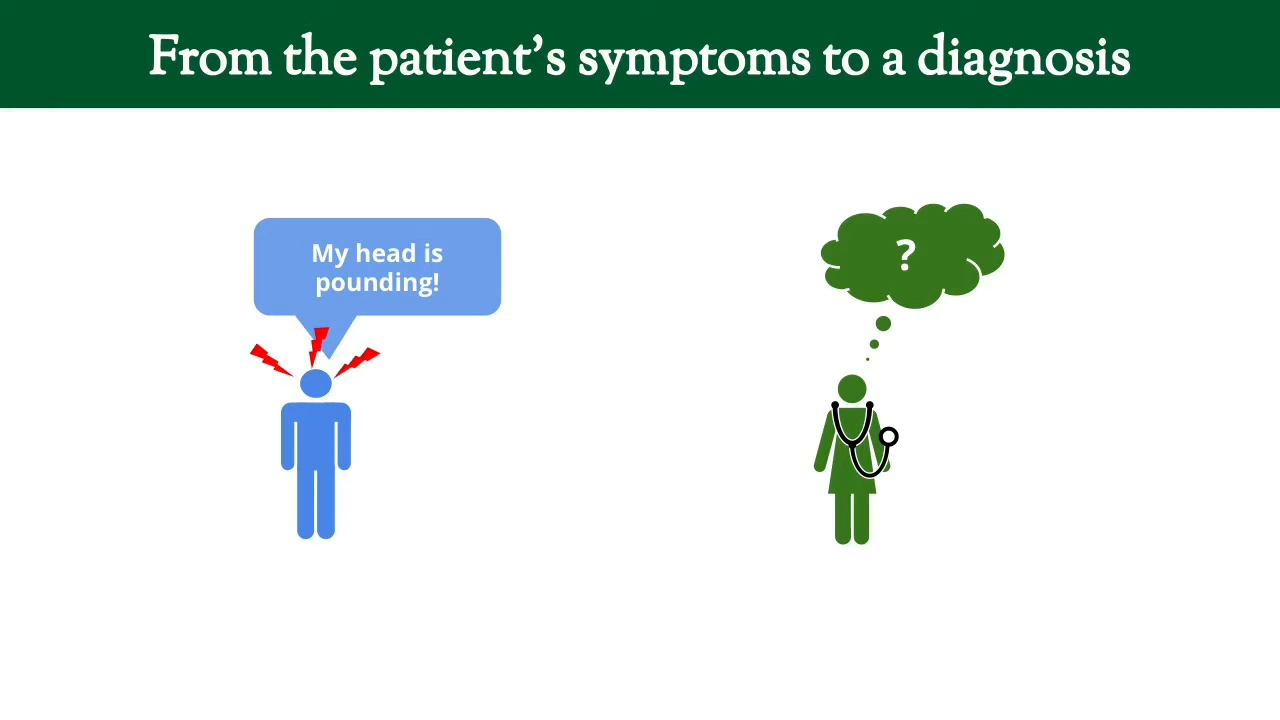 From the patient’s symptoms to a diagnosis
My head is
pounding!
?